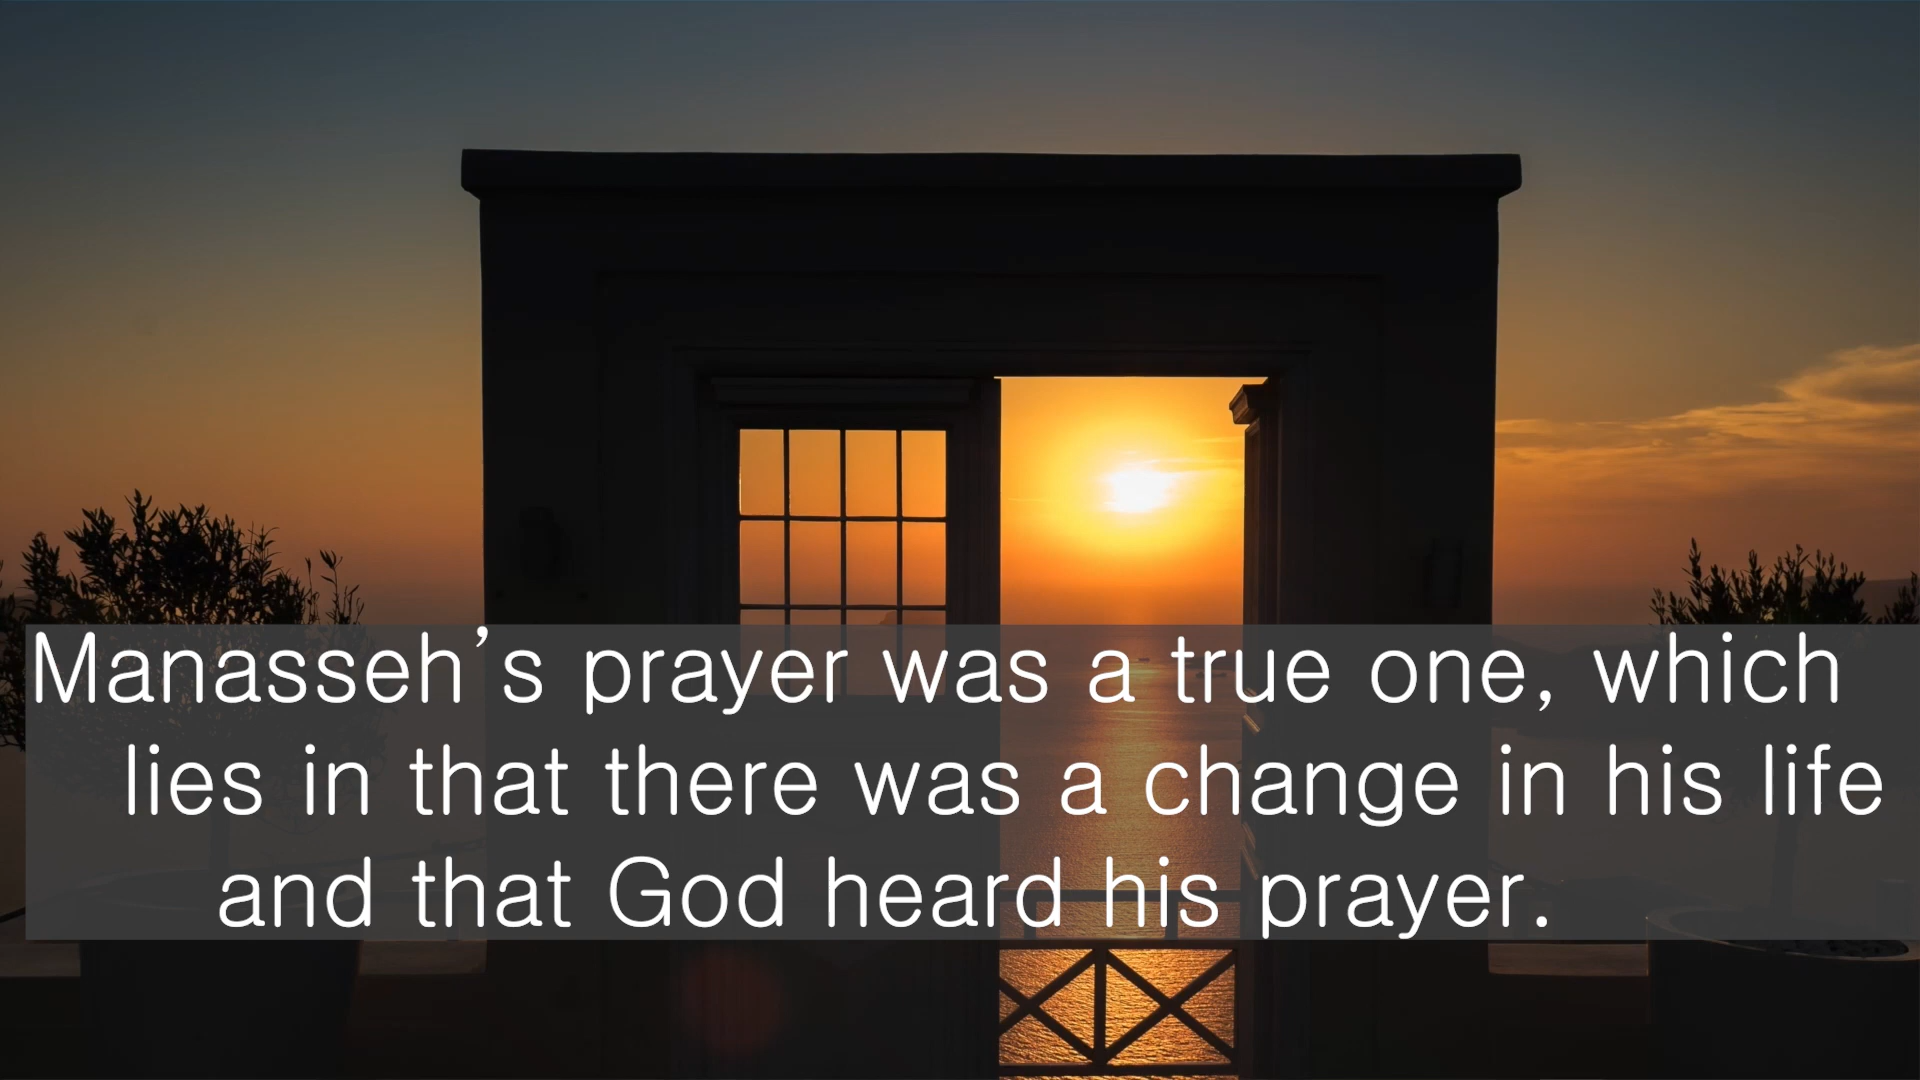 Manasseh’s prayer was a true one, which
lies in that there was a change in his life
and that God heard his prayer.